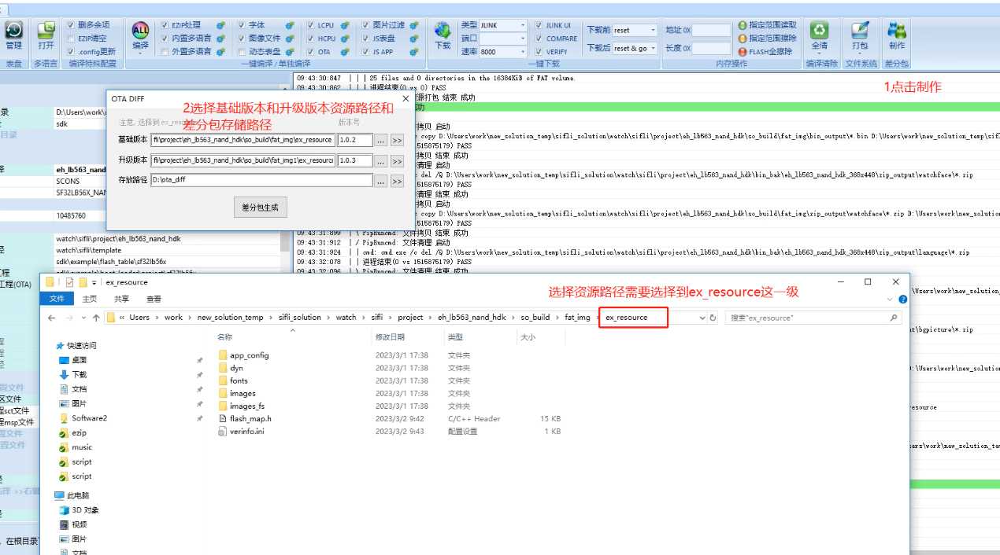 管理
打开
删多余项
EZIP清空
.config更新
ALL
编译
EZIP处理
内置多语言
外置多语言
字体
图像文件
动态表盘
LCPU
HCPU
OTA
图片过滤
JS表盘
JS APP
下载
类型 JLINK
端口
速率 8000
JLINK UI
COMPARE
VERIFY
下载前 reset
下载后 reset & go
地址 0X
长度 0X
指定范围读取
指定范围擦除
FLASH全擦除
全清
打包
制作
表盘
多语言
编译特殊配置
一键编译 / 单独编译
一键下载
内存操作
编译清除
文件系统
差分包
09:43:30:847 | | | 25 files and 0 directories in the 16384KiB of FAT volume.
09:43:30:862 | | | 进程结束(0 vs 0) PASS
源打包 结束 成功
成功
1点击制作
OTA DIFF
2选择基础版本和升级版本资源路径和
差分包存储路径
注意, 选择到 ex_reso
版本号
基础版本 fli\project\eh_lb563_nand_hdk\so_build\fat_img\ex_resource 1.0.2 ... >>
升级版本 fli\project\eh_lb563_nand_hdk\so_build\fat_img1\ex_resource 1.0.3 ... >>
存放路径 D:\ota_diff ... >>
差分包生成
录 D:\Users\work\
sdk
目录
择 eh_lb563_nand
SCONS
SF32LB56X_NAN
10485760
watch\sifli\project\eh_lb563_nand_hdk
watch\sifli\template
sdk\example\flash_table\sf32lb56x
工程(OTA)
拷贝 启动
copy D:\Users\work\new_solution_temp\sifli_solution\watch\sifli\project\eh_lb563_nand_hdk\so_build\fat_img\bin_output\*.bin D:\Users\work\new_solution_temp\sifl
1515875179) PASS
拷贝 结束 成功
清理 启动
del /Q D:\Users\work\new_solution_temp\sifli_solution\watch\sifli\project\eh_lb563_nand_hdk\bin_bak\eh_lb563_nand_hdk_368x448\zip_output\watchface\*.zip
1515875179) PASS
清理 结束 成功
拷贝 启动
copy D:\Users\work\new_solution_temp\sifli_solution\watch\sifli\project\eh_lb563_nand_hdk\so_build\fat_img\zip_output\watchface\*.zip D:\Users\work\new_solution
1515875179) PASS
09:43:31:899 | \ PipRuncmd: 文件拷贝 结束 成功
09:43:31:912 | / PipRuncmd: 文件清理 启动
09:43:31:924 | | cmd: cmd.exe /c del /Q D:\Users\work\new_solution_temp\sifli_solution\watch\sifli\project\eh_lb563_nand_hdk\bin_bak\eh_lb563_nand_hdk_368x448\zip_output\language\*.zip
09:43:32:078 | | 进程结束(0 vs 1515875179) PASS
09:43:32:096 | \ PipRuncmd: 文件清理 结束 成功
ex_resource
文件 主页 共享 查看
选择资源路径需要选择到ex_resource这一级
« Users › work › new_solution_temp › sifli_solution › watch › sifli › project › eh_lb563_nand_hdk › so_build › fat_img › ex_resource
搜索"ex_resource"
名称 修改日期 类型 大小
app_config 2023/3/1 17:38 文件夹
dyn 2023/3/1 17:38 文件夹
fonts 2023/3/1 17:38 文件夹
images 2023/3/1 17:38 文件夹
images_fs 2023/3/1 17:38 文件夹
flash_map.h 2023/3/2 9:42 C/C++ Header 15 KB
verinfo.ini 2023/3/2 9:43 配置设置 1 KB
快速访问
桌面
下载
文档
图片
Software2
ezip
music
script
script
此电脑
3D 对象
视频
图片
文档
置文件
区文件
程sct文件
程msp文件
置文件
置文件
选择 >>右键
, 在根目录下
:\Users\work\new_solution
at\bgpicture\*.zip
:\Users\work\new_solution
esource
sers\work\new_solution_te